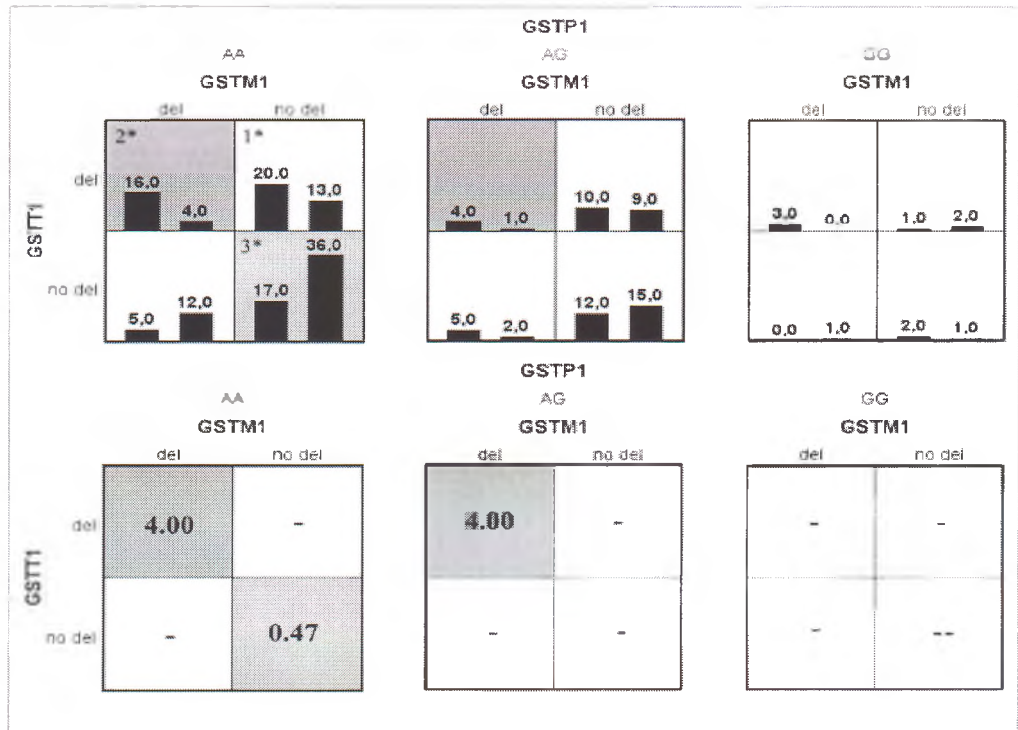 GSTP1
AA AG GG
GSTM1 GSTM1 GSTM1
del no del del no del del no del
2* 1*
GSTT1
del 16,0 4,0 20.0 13,0 4,0 1,0 10,0 9,0 3,0 0,0 1,0 2,0
3*
no del 5,0 12,0 17,0 36,0 5,0 2,0 12,0 15,0 0,0 1,0 2,0 1,0
GSTP1
AA AG GG
GSTM1 GSTM1 GSTM1
del no del del no del del no del
GSTT1
del 4.00 - 4.00 - - -
no del - 0.47 - - - --